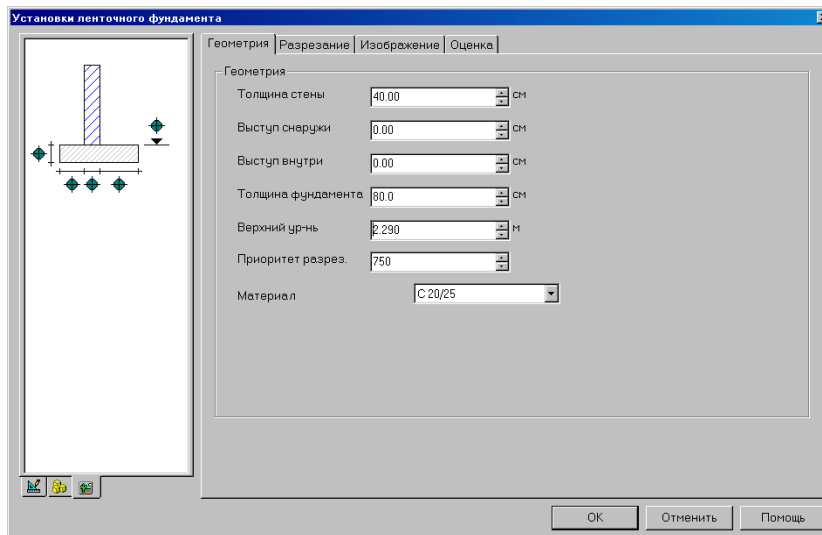 Установки ленточного фундамента
Геометрия Разрезание Изображение Оценка
Геометрия
Толщина стены 40.00 см
Выступ снаружи 0.00 см
Выступ внутри 0.00 см
Толщина фундамента 80.0 см
Верхний ур-нь 2.290 м
Приоритет разрез. 750
Материал C 20/25
OK Отменить Помощь